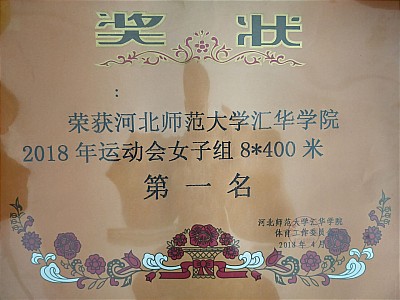 奖状
:
荣获河北师范大学汇华学院
2018年运动会女子组8*400米
第一名
河北师范大学汇华学院
体育工作委员
2018年4月